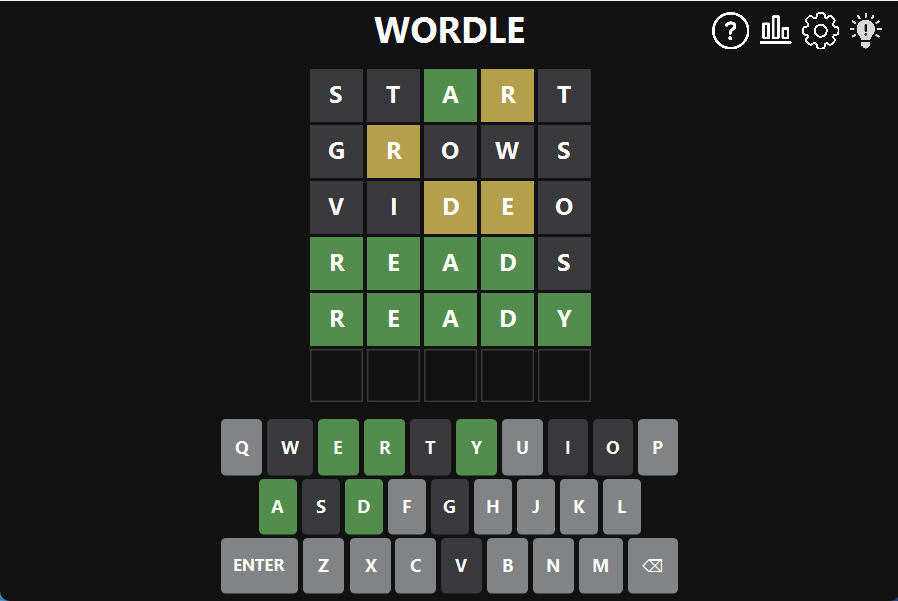 WORDLE ?
S T A R T
G R O W S
V I D E O
R E A D S
R E A D Y
Q W E R T Y U I O P
A S D F G H J K L
ENTER Z X C V B N M